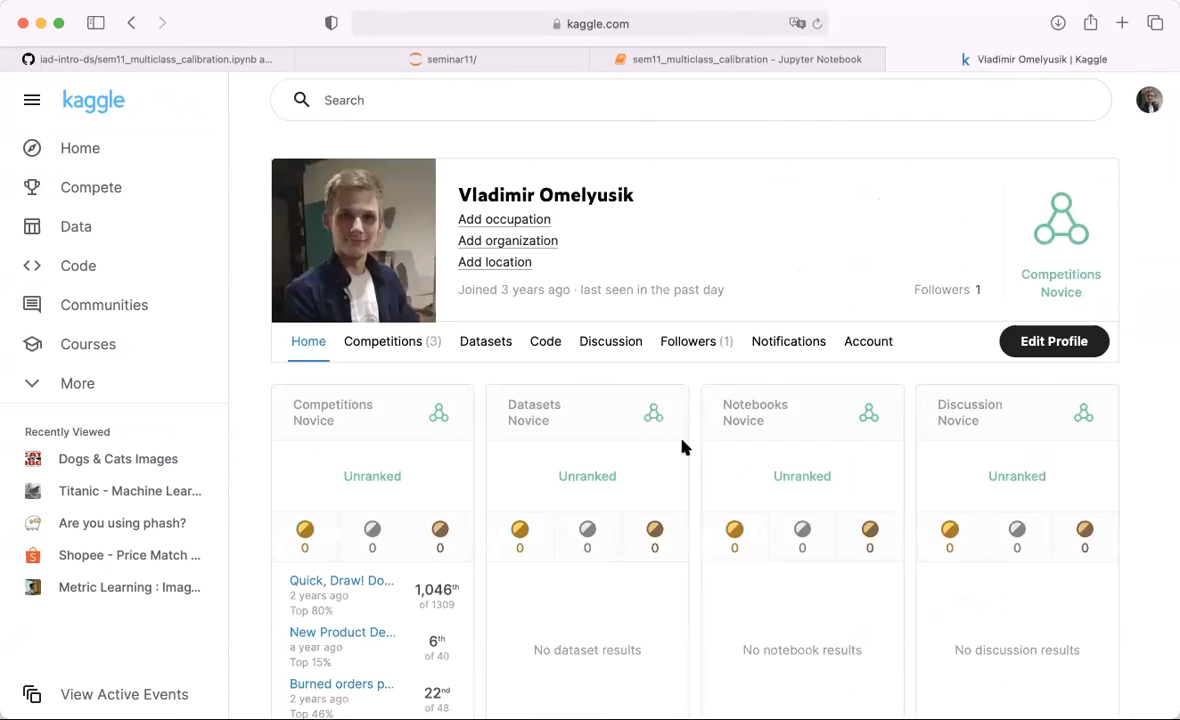 kaggle.com
iad-intro-ds/sem11_multiclass_calibration.ipynb a...
seminar11/
sem11_multiclass_calibration - Jupyter Notebook
k Vladimir Omelyusik | Kaggle
kaggle
Search
Home
Compete
Data
Code
Communities
Courses
More
Recently Viewed
Dogs & Cats Images
Titanic - Machine Lear...
Are you using phash?
Shopee - Price Match ...
Metric Learning : Imag...
View Active Events
Vladimir Omelyusik
Add occupation
Add organization
Add location
Joined 3 years ago · last seen in the past day
Followers 1
Competitions
Novice
Home Competitions (3) Datasets Code Discussion Followers (1) Notifications Account Edit Profile
Competitions
Novice
Unranked
0 0 0
Quick, Draw! Do...
2 years ago
Top 80%
1,046th
of 1309
New Product De...
a year ago
Top 15%
6th
of 40
Burned orders p...
2 years ago
Top 46%
22nd
of 48
Datasets
Novice
Unranked
0 0 0
No dataset results
Notebooks
Novice
Unranked
0 0 0
No notebook results
Discussion
Novice
Unranked
0 0 0
No discussion results